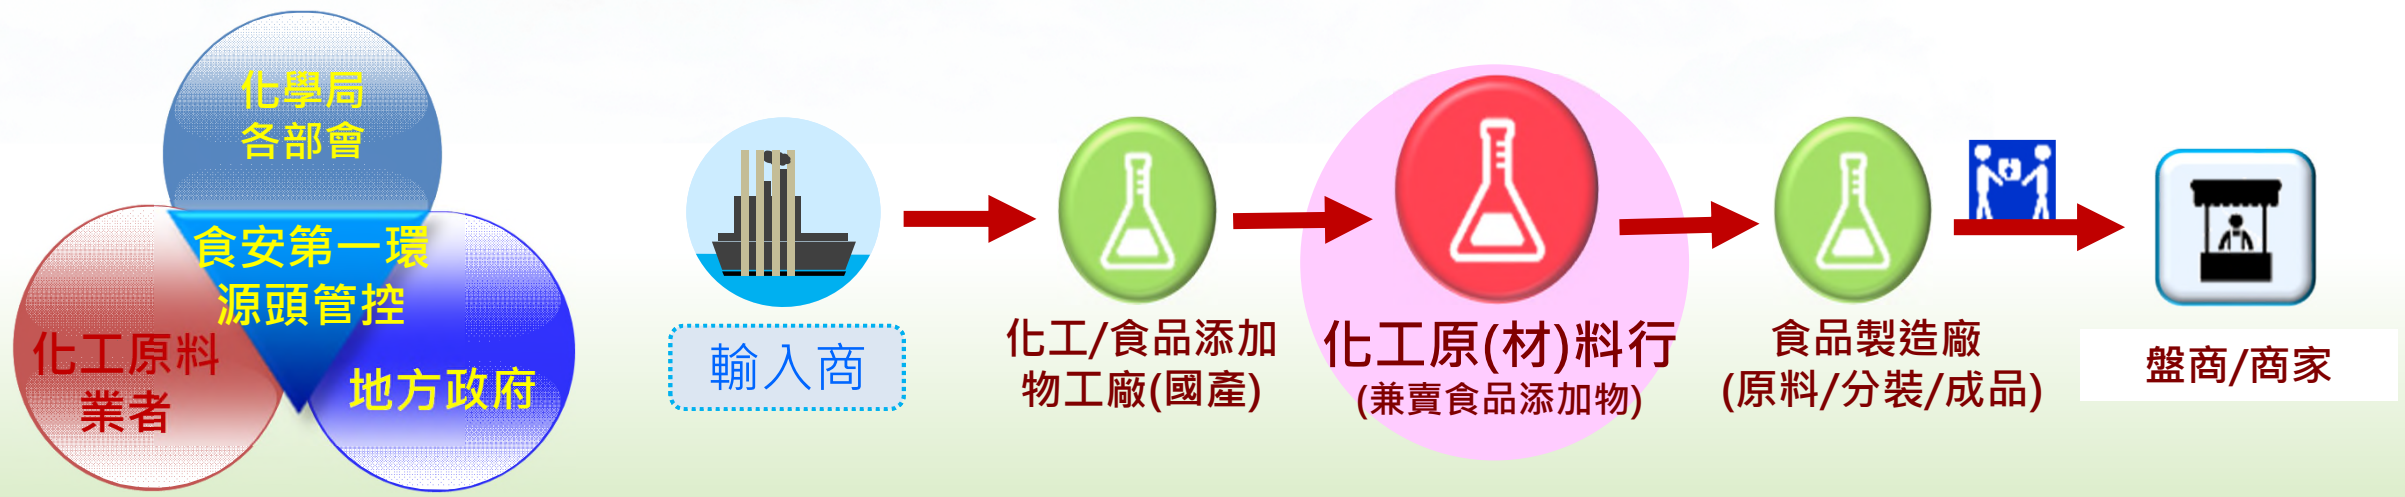 化學局
各部會
食安第一環
源頭管控
化工原料
業者
地方政府
輸入商
化工/食品添加
物工廠(國產)
化工原(材)料行
(兼賣食品添加物)
食品製造廠
(原料/分裝/成品)
盤商/商家